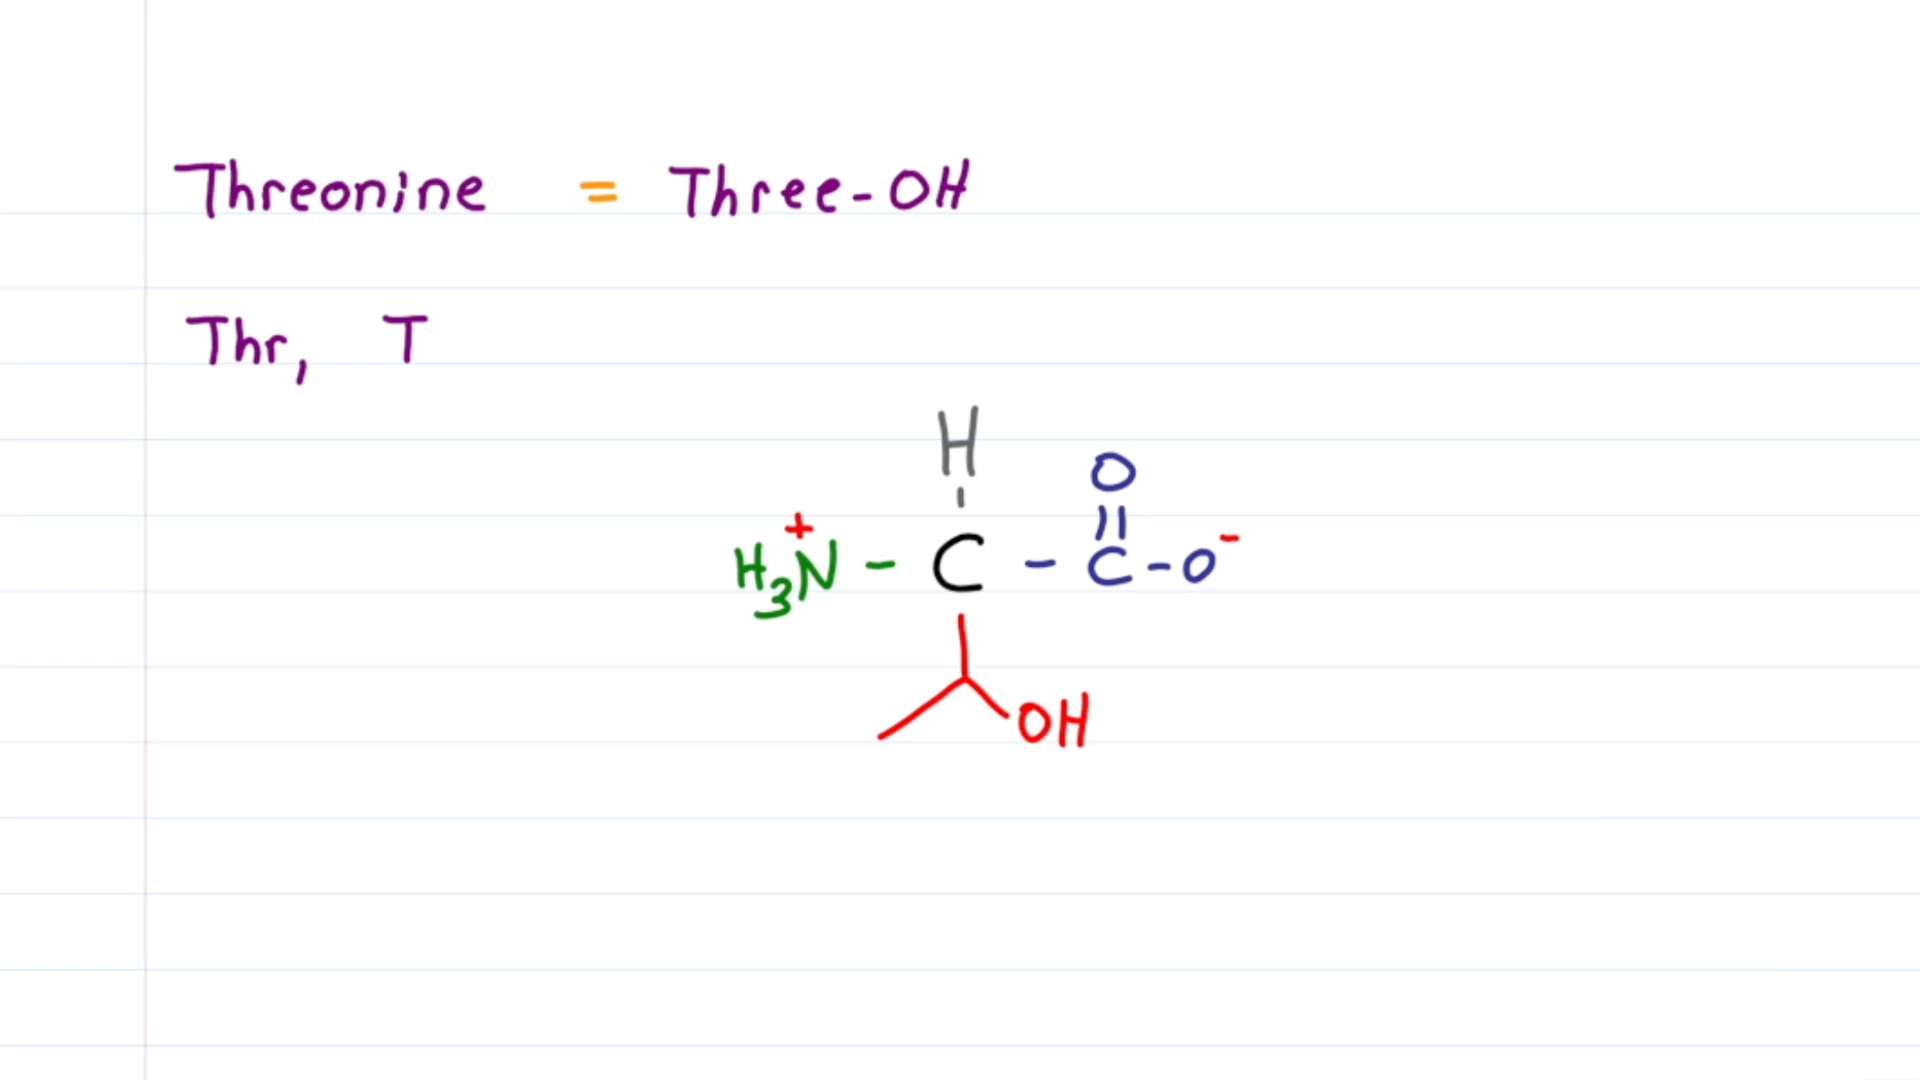 Threonine = Three-OH
Thr, T
H
O
H₃N⁺ - C - C - O⁻
OH